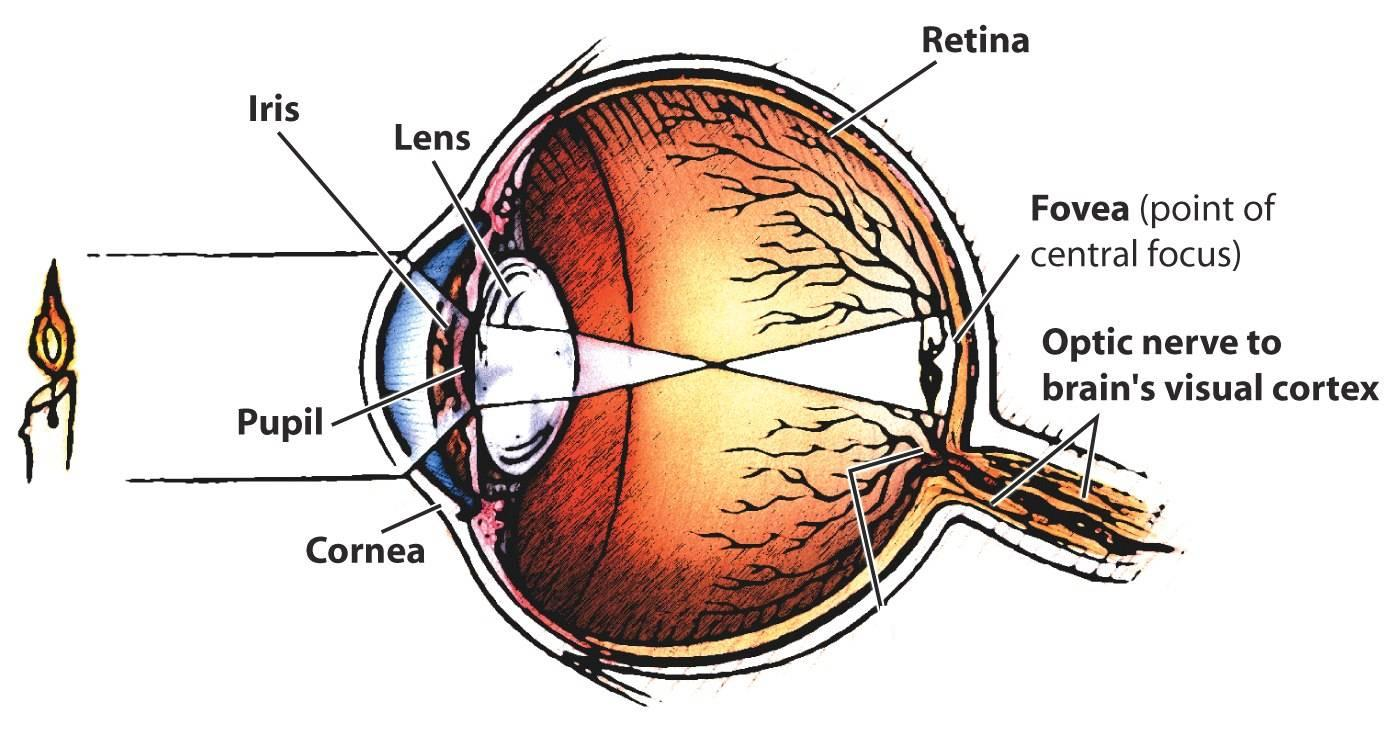 Retina
Iris
Lens
Fovea (point of
central focus)
Optic nerve to
brain's visual cortex
Pupil
Cornea